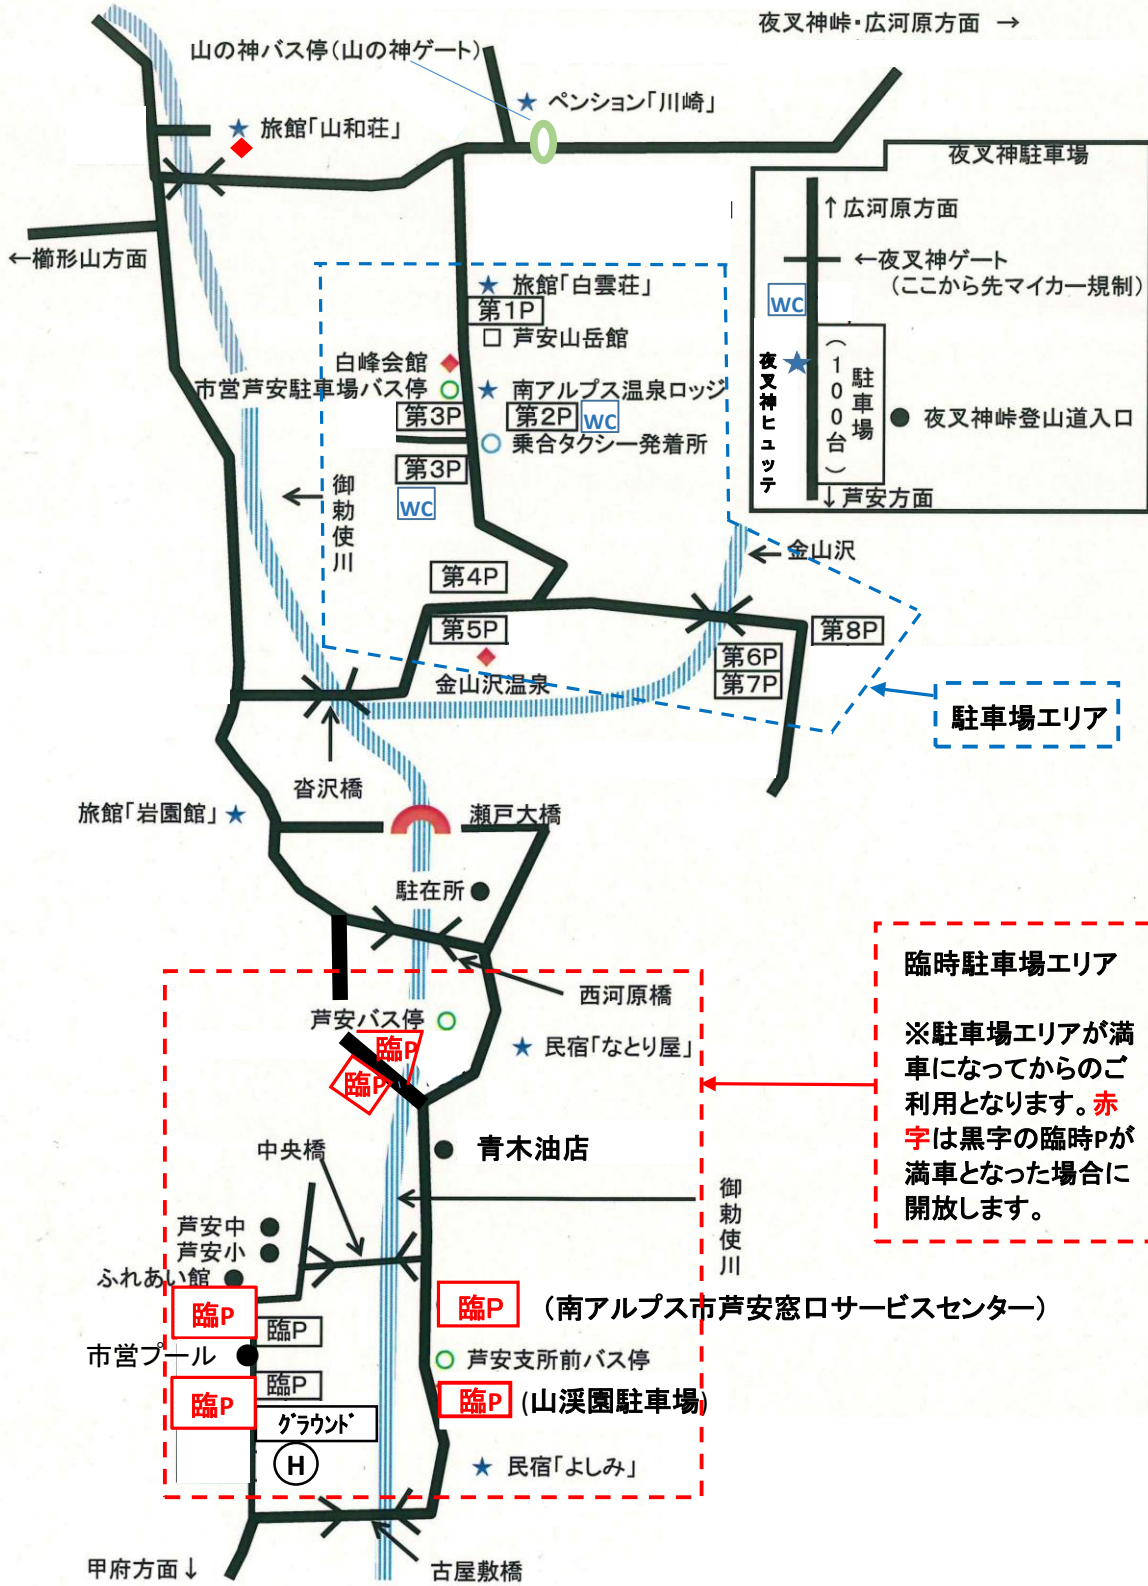 夜叉神峠・広河原方面 →
山の神バス停(山の神ゲート)
★ ペンション「川崎」
★ 旅館「山和荘」
夜叉神駐車場
↑広河原方面
←櫛形山方面
←夜叉神ゲート
(ここから先マイカー規制)
WC
★ 旅館「白雲荘」
第1P
□ 芦安山岳館
白峰会館
市営芦安駐車場バス停
★ 南アルプス温泉ロッジ
第3P
第2P
WC
乗合タクシー発着所
第3P
WC
夜叉神ヒュッテ
駐車場
(100台)
● 夜叉神峠登山道入口
↓芦安方面
御勅使川
金山沢
第4P
第5P
第8P
第6P
第7P
金山沢温泉
駐車場エリア
沓沢橋
旅館「岩園館」★
瀬戸大橋
駐在所
西河原橋
臨時駐車場エリア
※駐車場エリアが満
車になってからのご
利用となります。赤
字は黒字の臨時Pが
満車となった場合に
開放します。
芦安バス停
臨P
臨P
★ 民宿「なとり屋」
青木油店
中央橋
御勅使川
芦安中
芦安小
ふれあい館
臨P
臨P
臨P
(南アルプス市芦安窓口サービスセンター)
市営プール
芦安支所前バス停
臨P
臨P
臨P
(山渓園駐車場)
グラウンド
H
★ 民宿「よしみ」
甲府方面↓
古屋敷橋